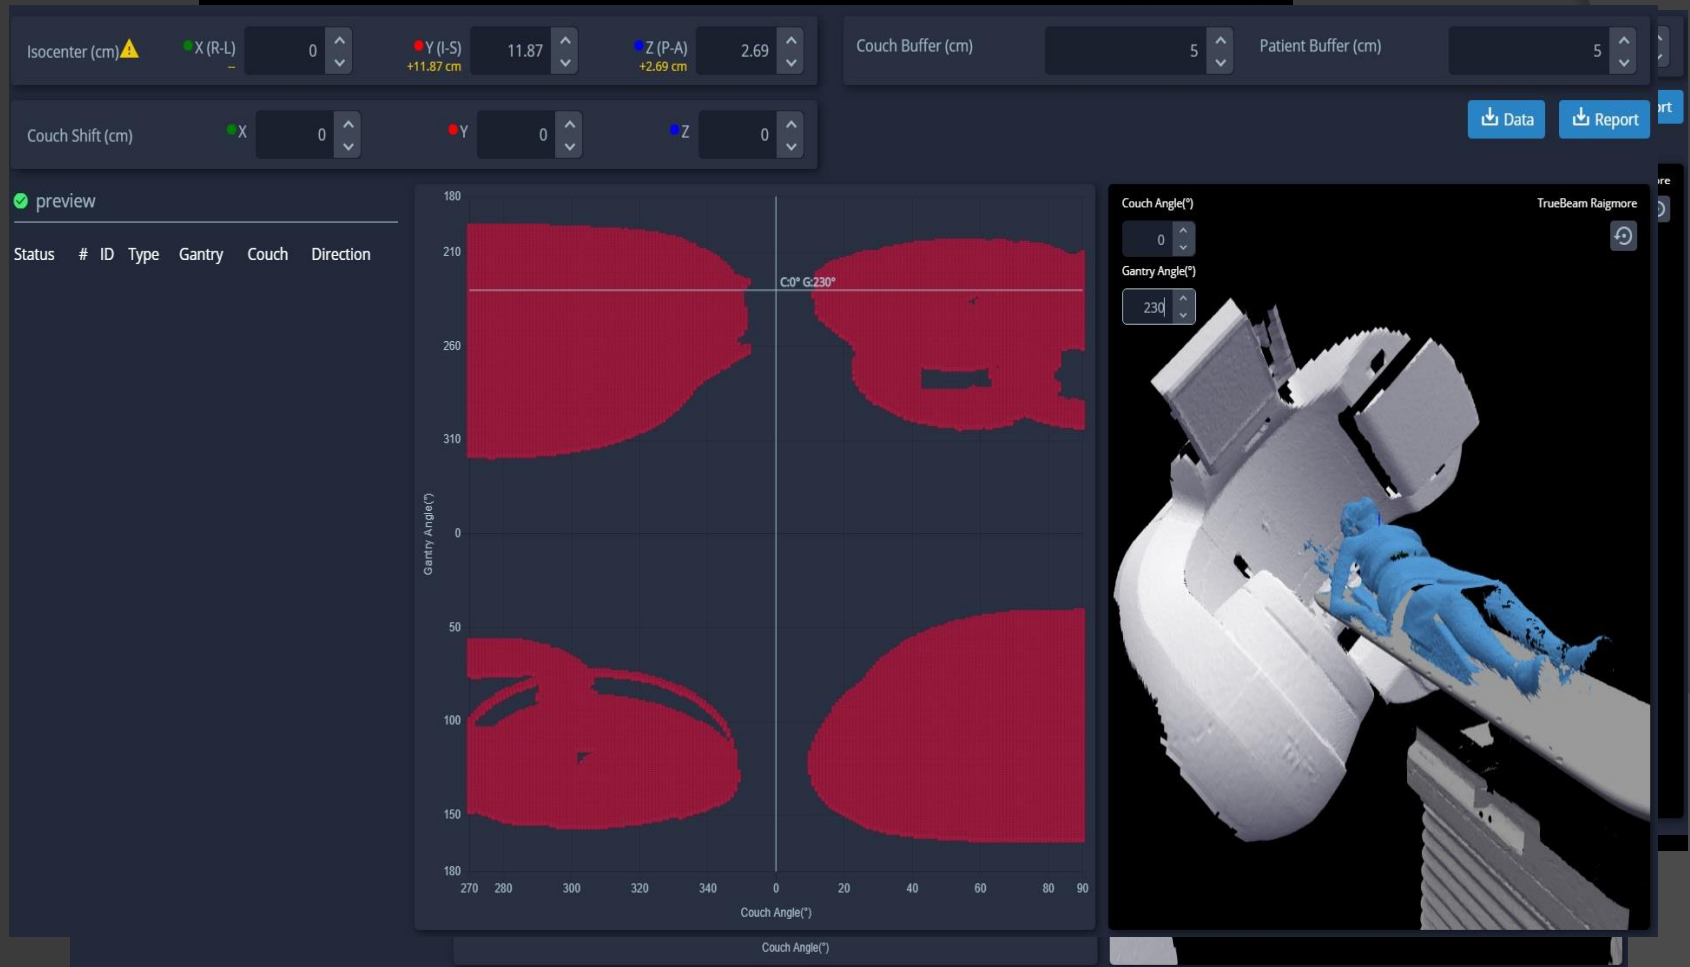 Isocenter (cm)
X (R-L)
--
0
Y (I-S)
+11.87 cm
11.87
Z (P-A)
+2.69 cm
2.69
Couch Buffer (cm)
5
Patient Buffer (cm)
5
Couch Shift (cm)
X
0
Y
0
Z
0
Data
Report
ort
preview
Status # ID Type Gantry Couch Direction
180
210
C:0° G:230°
260
310
0
50
100
150
180
Gantry Angle(°)
270 280 300 320 340 0 20 40 60 80 90
Couch Angle(°)
Couch Angle(°)
0
Gantry Angle(°)
230
TrueBeam Raigmore
ore
Couch Angle(°)